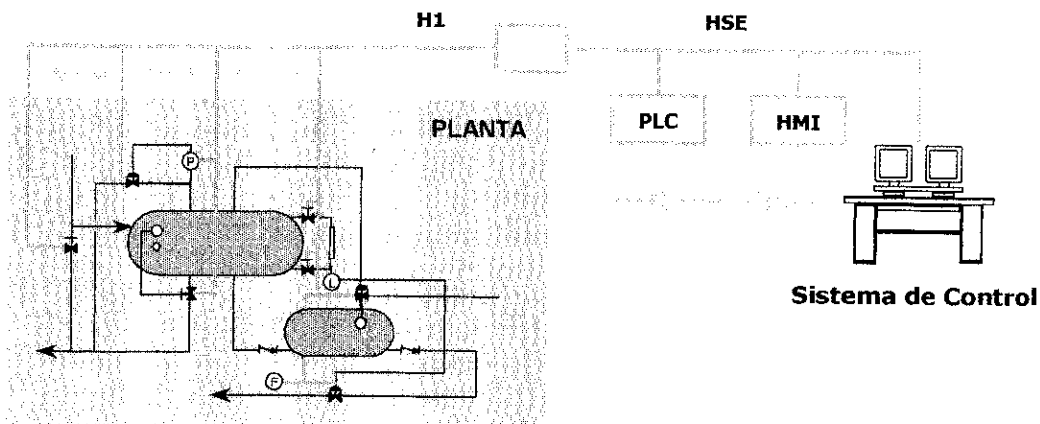 H1
HSE
PLANTA
PLC
HMI
P
L
F
Sistema de Control